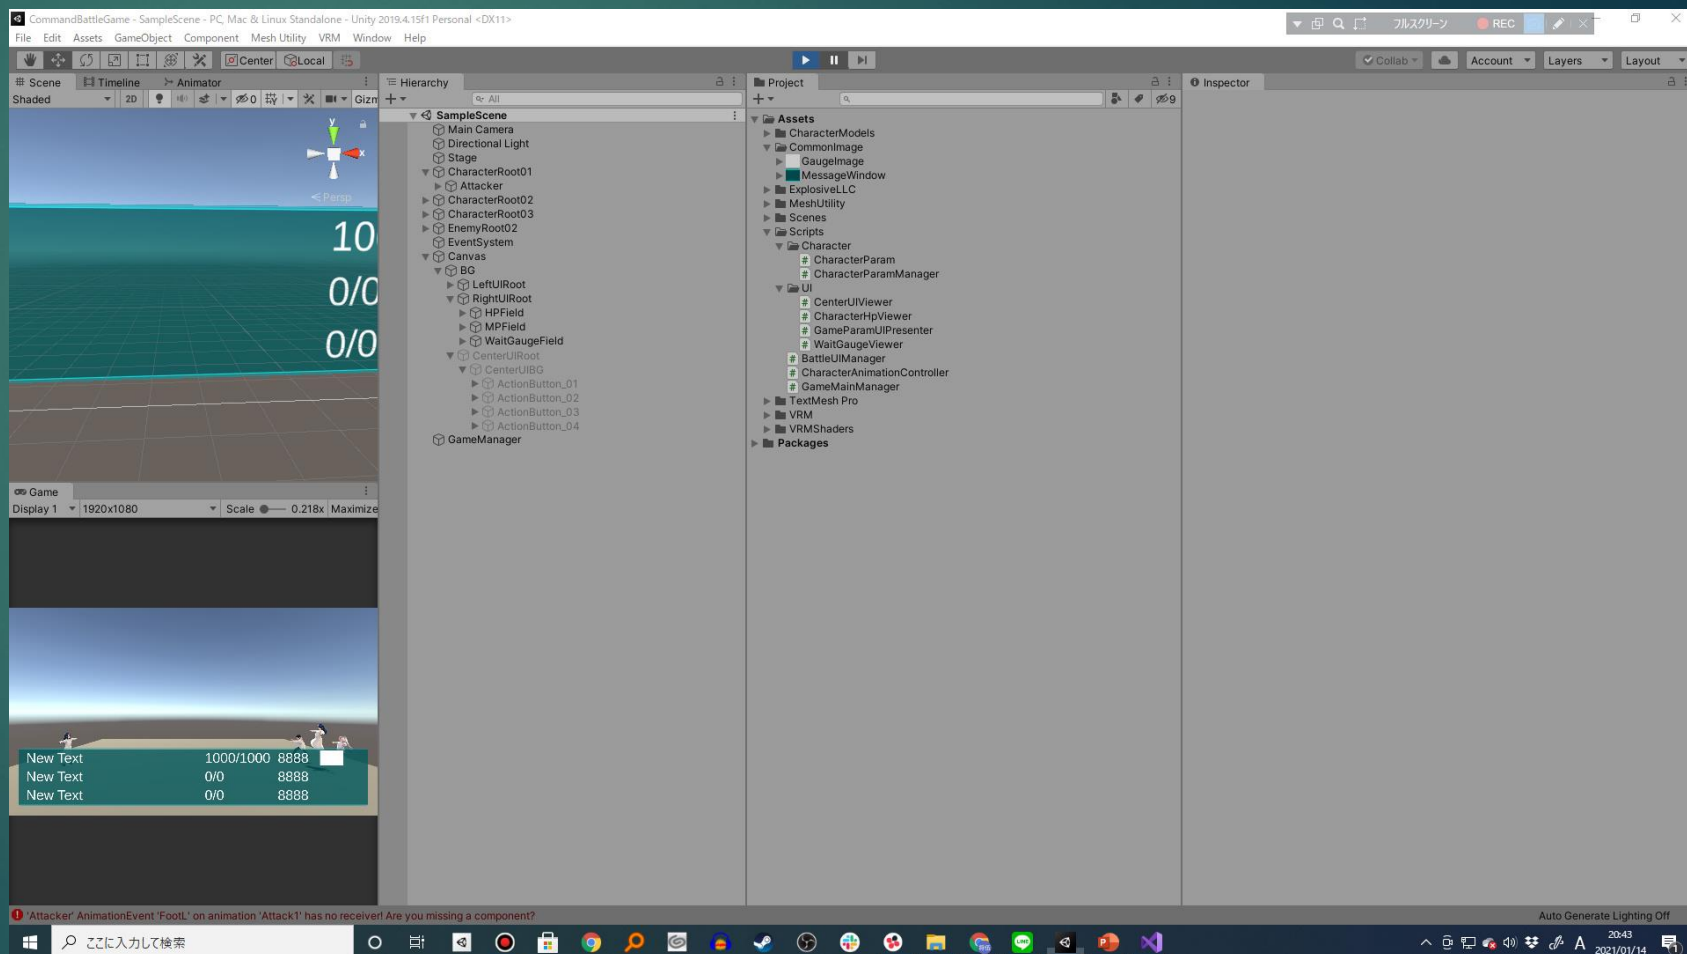 CommandBattleGame - SampleScene - PC, Mac & Linux Standalone - Unity 2019.4.15f1 Personal <DX11>
フルスクリーン REC
File Edit Assets GameObject Component Mesh Utility VRM Window Help
Center Local
Collab Account Layers Layout
Scene Timeline Animator
Shaded 2D 0 Gizm
y
x
Persp
100
0/0
0/0
Game
Display 1 1920x1080 Scale 0.218x Maximize
New Text 1000/1000 8888
New Text 0/0 8888
New Text 0/0 8888
Hierarchy
All
SampleScene
Main Camera
Directional Light
Stage
CharacterRoot01
Attacker
CharacterRoot02
CharacterRoot03
EnemyRoot02
EventSystem
Canvas
BG
LeftUIRoot
RightUIRoot
HPField
MPField
WaitGaugeField
CenterUIRoot
CenterUIBG
ActionButton_01
ActionButton_02
ActionButton_03
ActionButton_04
GameManager
Project
9
Assets
CharacterModels
CommonImage
GaugeImage
MessageWindow
ExplosiveLLC
MeshUtility
Scenes
Scripts
Character
CharacterParam
CharacterParamManager
UI
CenterUIViewer
CharacterHpViewer
GameParamUIPresenter
WaitGaugeViewer
BattleUIManager
CharacterAnimationController
GameMainManager
TextMesh Pro
VRM
VRMShaders
Packages
Inspector
'Attacker' AnimationEvent 'FootL' on animation 'Attack1' has no receiver! Are you missing a component?
Auto Generate Lighting Off
ここに入力して検索
A
20:43
2021/01/14